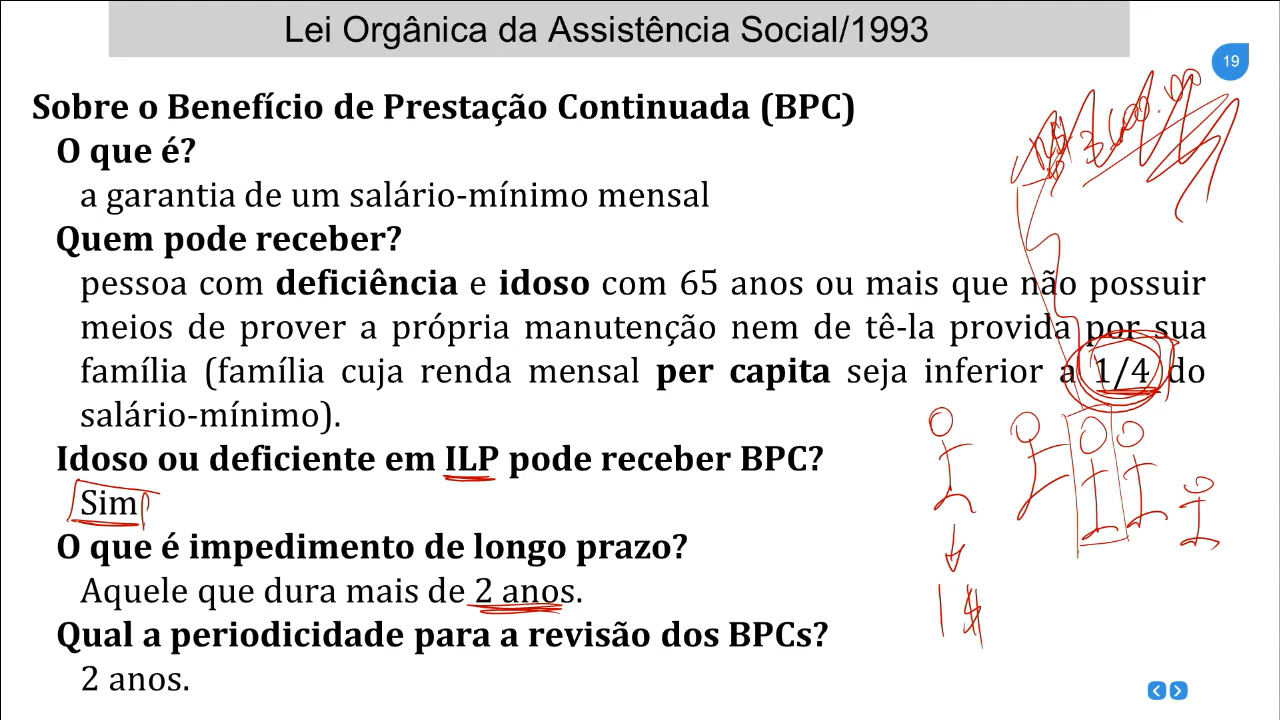 Lei Orgânica da Assistência Social/1993
19
Sobre o Benefício de Prestação Continuada (BPC)
O que é?
a garantia de um salário-mínimo mensal
Quem pode receber?
pessoa com deficiência e idoso com 65 anos ou mais que não possuir
meios de prover a própria manutenção nem de tê-la provida por sua
família (família cuja renda mensal per capita seja inferior a 1/4 do
salário-mínimo).
Idoso ou deficiente em ILP pode receber BPC?
Sim
O que é impedimento de longo prazo?
Aquele que dura mais de 2 anos.
Qual a periodicidade para a revisão dos BPCs?
2 anos.